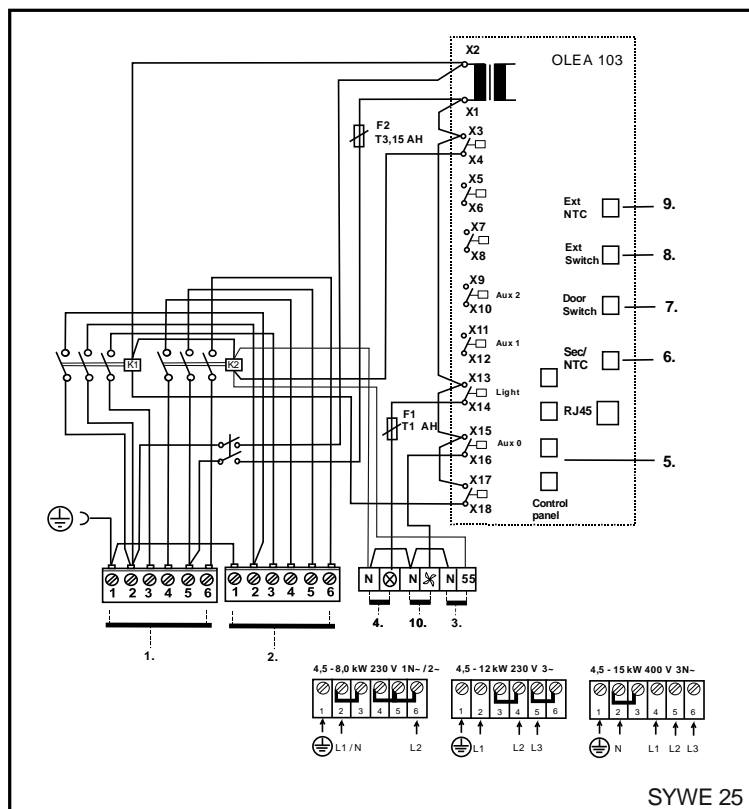 X2
OLEA 103
X1
F2
T3,15 AH
X3
X4
X5
X6
Ext
NTC
9.
X7
X8
Ext
Switch
8.
X9
X10
Aux 2
Door
Switch
7.
X11
X12
Aux 1
Sec/
NTC
6.
K1
K2
X13
X14
Light
F1
T1 AH
RJ45
X15
X16
Aux 0
5.
X17
X18
Control
panel
1 2 3 4 5 6
1 2 3 4 5 6
N N N 55
4. 10. 3.
1. 2.
4,5 - 8,0 kW 230 V 1N~ / 2~
1 2 3 4 5 6
L1 / N L2
4,5 - 12 kW 230 V 3~
1 2 3 4 5 6
L1 L2 L3
4,5 - 15 kW 400 V 3N~
1 2 3 4 5 6
N L1 L2 L3
SYWE 25